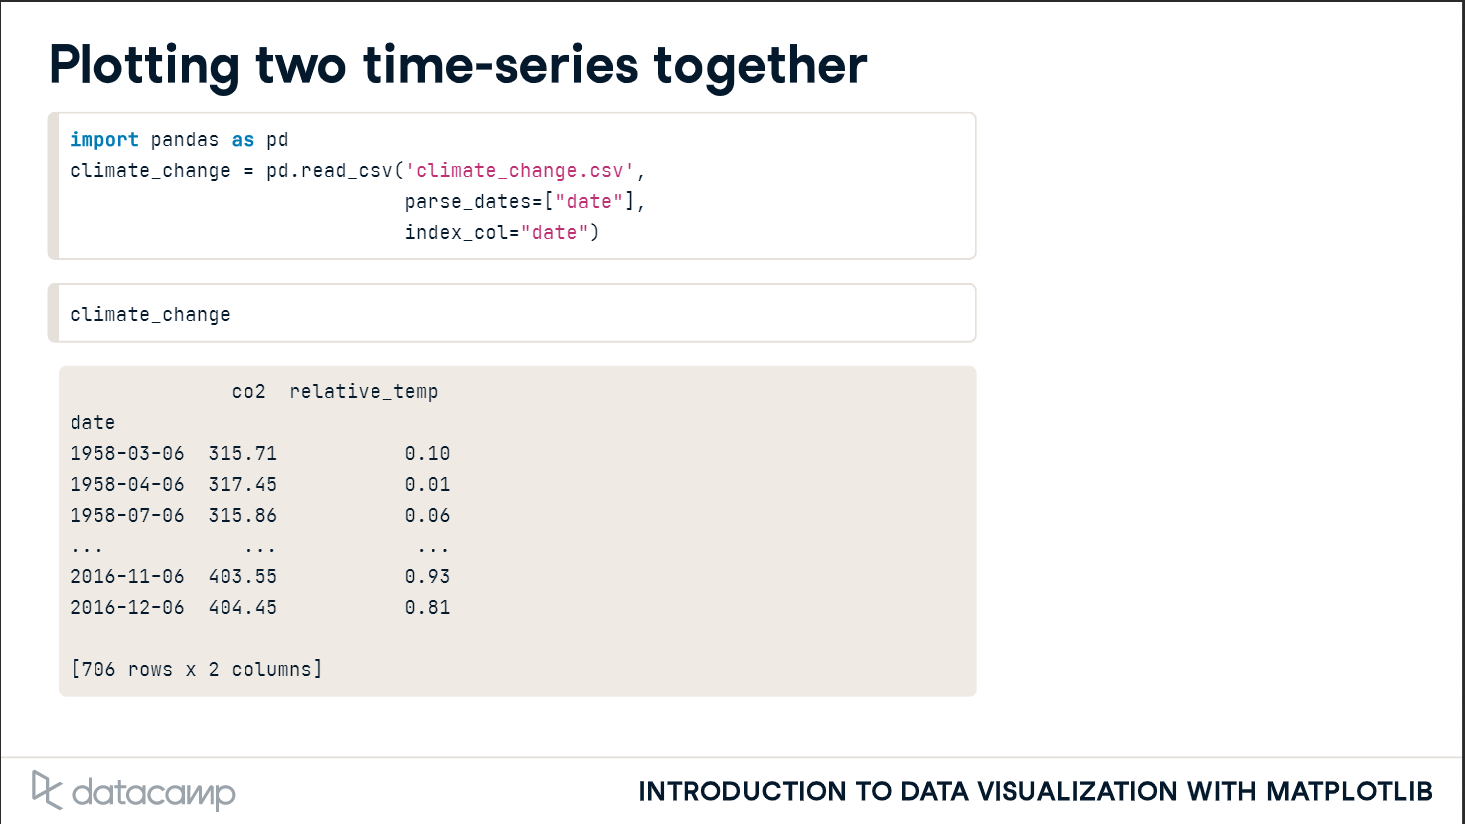 Plotting two time-series together
import pandas as pd
climate_change = pd.read_csv('climate_change.csv',
                             parse_dates=["date"],
                             index_col="date")
climate_change
              co2  relative_temp
date
1958-03-06  315.71           0.10
1958-04-06  317.45           0.01
1958-07-06  315.86           0.06
...            ...            ...
2016-11-06  403.55           0.93
2016-12-06  404.45           0.81
[706 rows x 2 columns]
datacamp
INTRODUCTION TO DATA VISUALIZATION WITH MATPLOTLIB